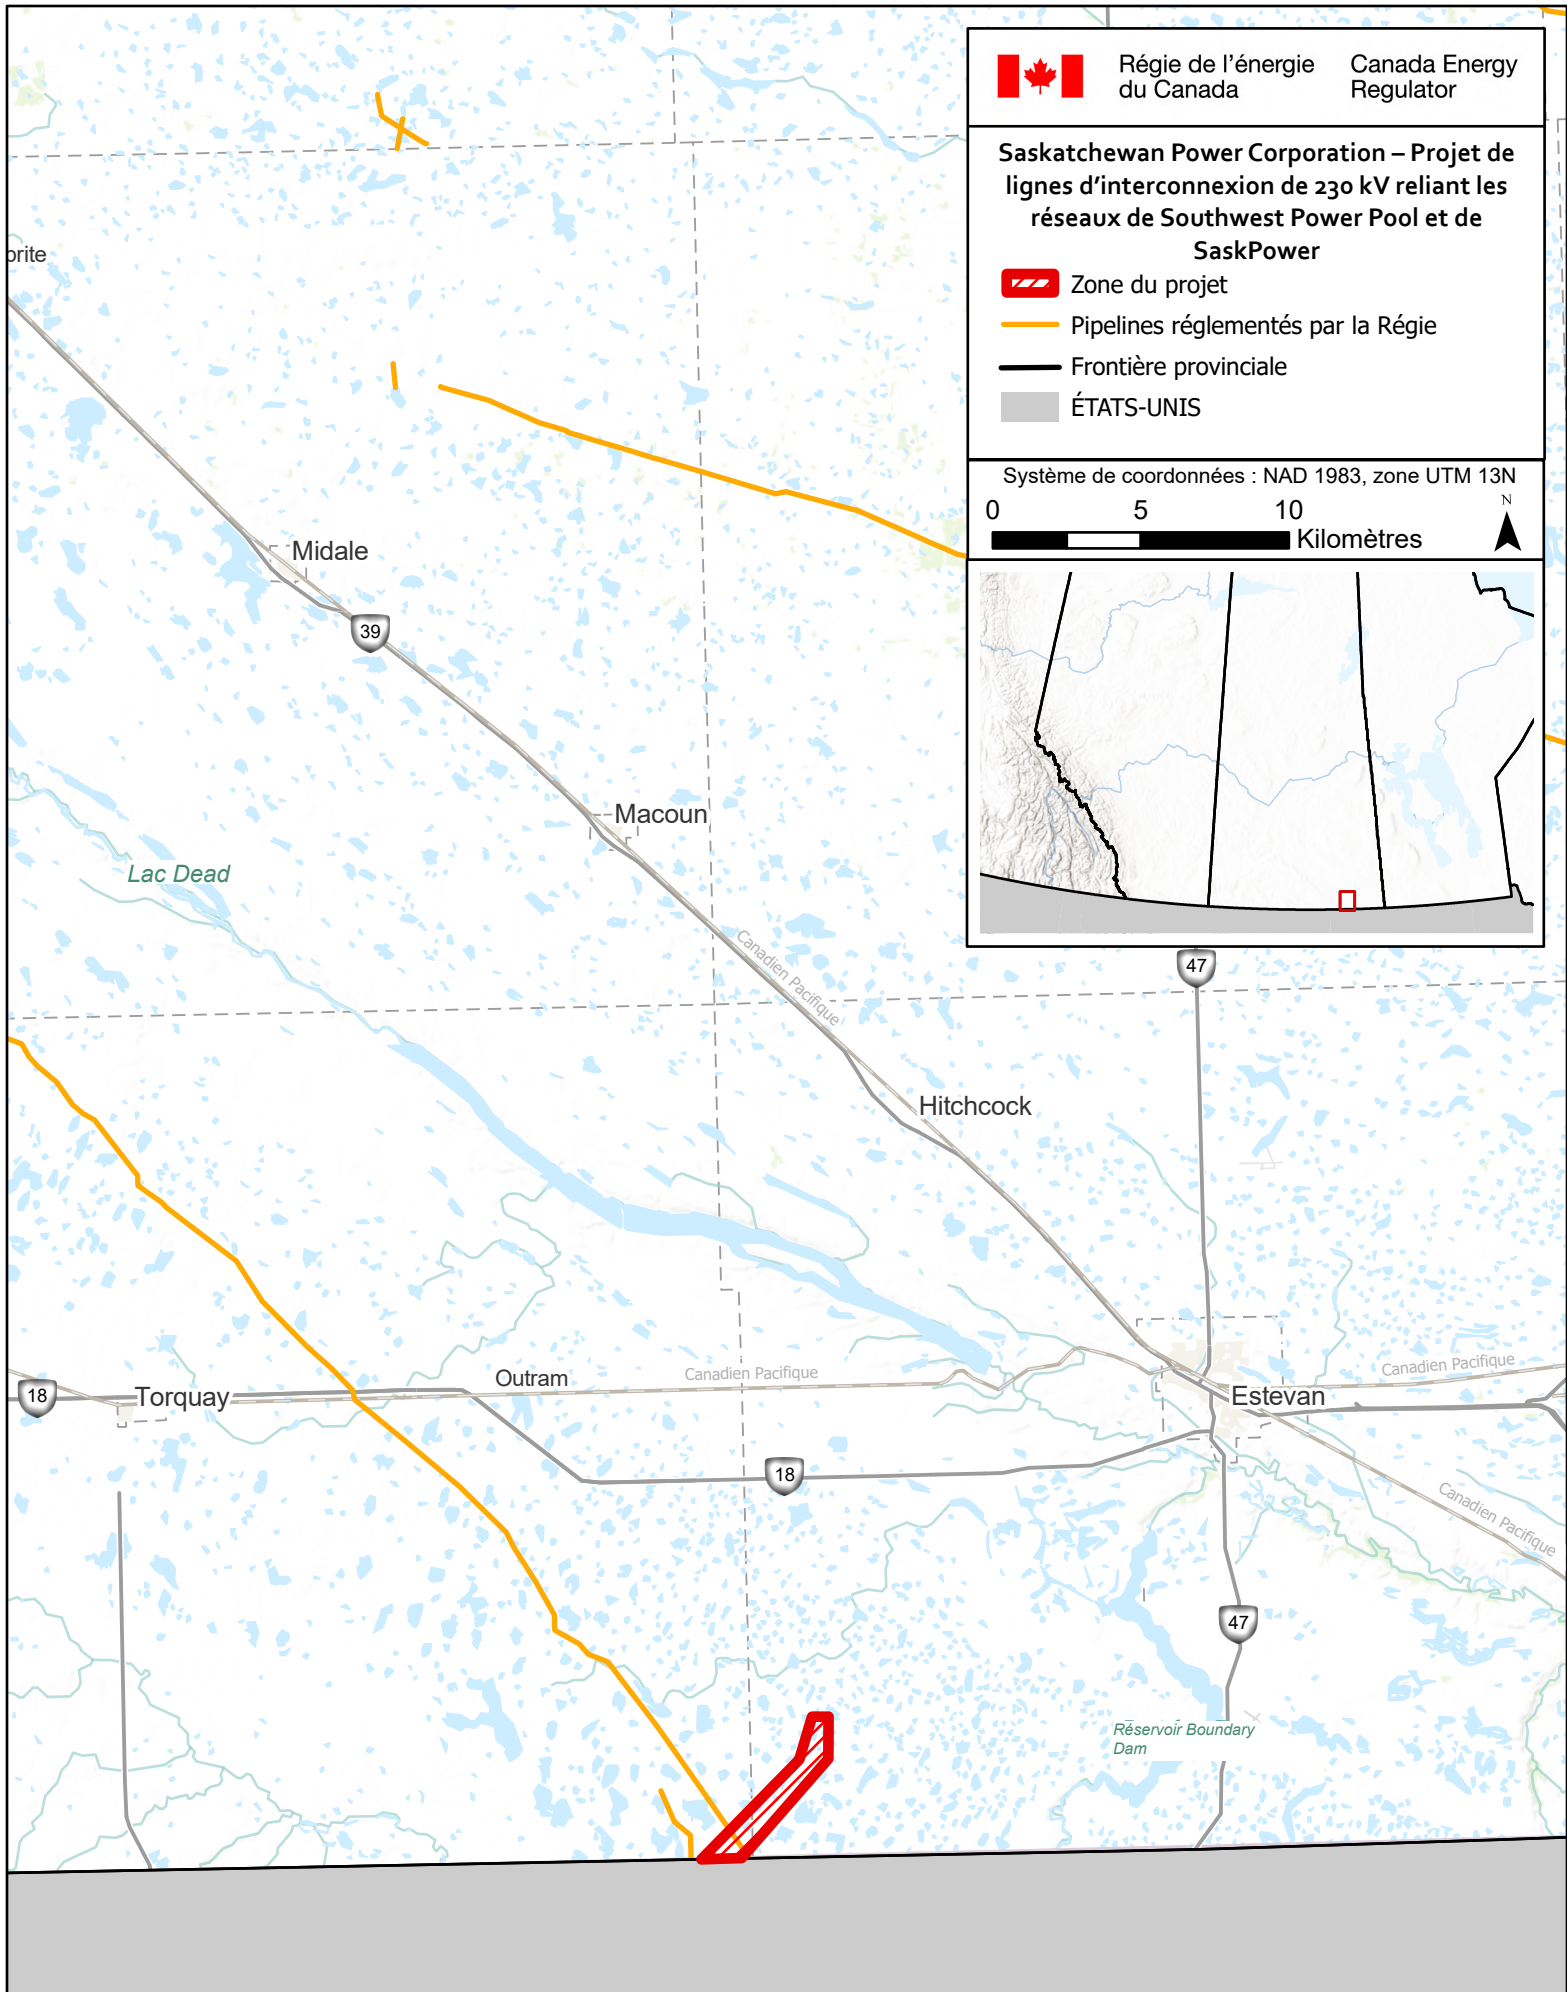 Régie de l'énergie
du Canada
Canada Energy
Regulator
Saskatchewan Power Corporation – Projet de
lignes d'interconnexion de 230 kV reliant les
réseaux de Southwest Power Pool et de
SaskPower
Zone du projet
Pipelines réglementés par la Régie
Frontière provinciale
ÉTATS-UNIS
Système de coordonnées : NAD 1983, zone UTM 13N
N
0 5 10
Kilomètres
Midale
39
Macoun
Lac Dead
Canadien Pacifique
47
Hitchcock
Canadien Pacifique
Outram
Canadien Pacifique
18
Torquay
Estevan
18
Canadien Pacifique
47
Réservoir Boundary
Dam